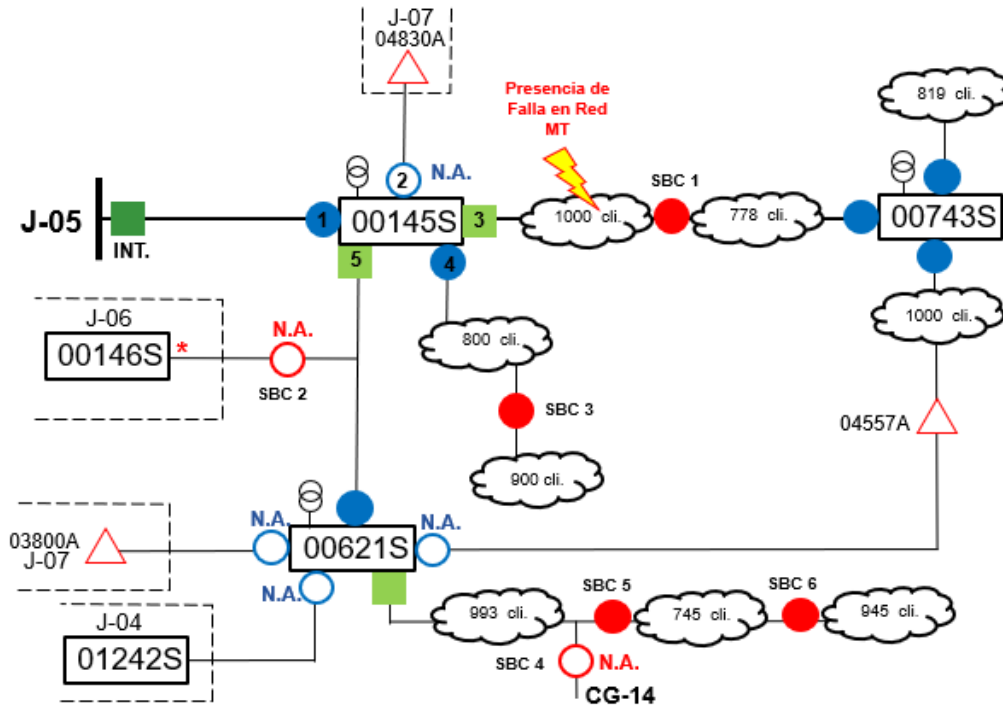 J-07
04830A
Presencia de
Falla en Red
MT
819 cli.
2
N.A.
SBC 1
J-05
INT.
1
00145S
3
1000 cli.
778 cli.
00743S
5
4
J-06
00146S
*
N.A.
SBC 2
800 cli.
1000 cli.
SBC 3
04557A
900 cli.
03800A
J-07
N.A.
00621S
N.A.
N.A.
J-04
01242S
993 cli.
SBC 5
745 cli.
SBC 6
945 cli.
SBC 4
N.A.
CG-14